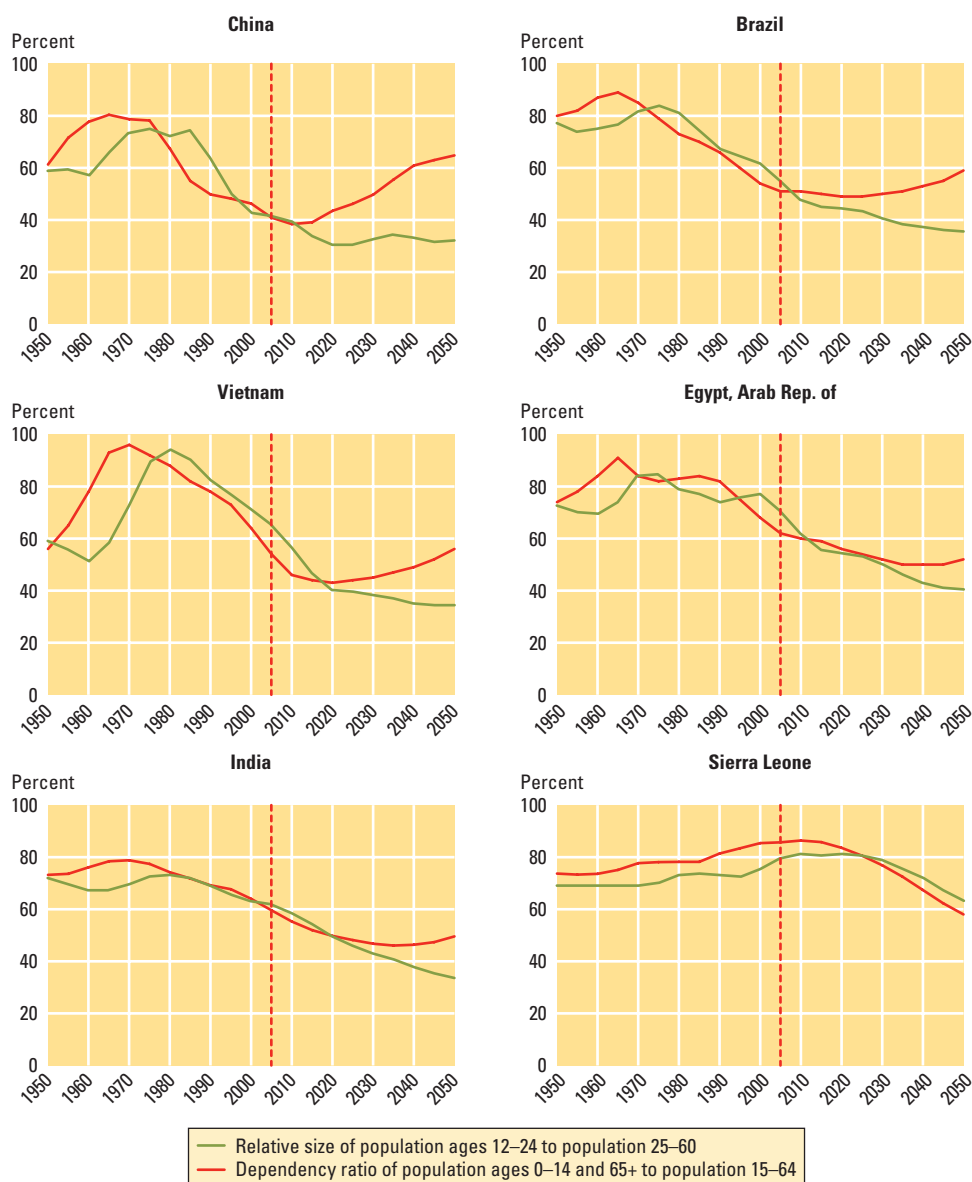 China
Percent
100
80
60
40
20
0
1950 1960 1970 1980 1990 2000 2010 2020 2030 2040 2050
Brazil
Percent
100
80
60
40
20
0
1950 1960 1970 1980 1990 2000 2010 2020 2030 2040 2050
Vietnam
Percent
100
80
60
40
20
0
1950 1960 1970 1980 1990 2000 2010 2020 2030 2040 2050
Egypt, Arab Rep. of
Percent
100
80
60
40
20
0
1950 1960 1970 1980 1990 2000 2010 2020 2030 2040 2050
India
Percent
100
80
60
40
20
0
1950 1960 1970 1980 1990 2000 2010 2020 2030 2040 2050
Sierra Leone
Percent
100
80
60
40
20
0
1950 1960 1970 1980 1990 2000 2010 2020 2030 2040 2050
Relative size of population ages 12–24 to population 25–60
Dependency ratio of population ages 0–14 and 65+ to population 15–64